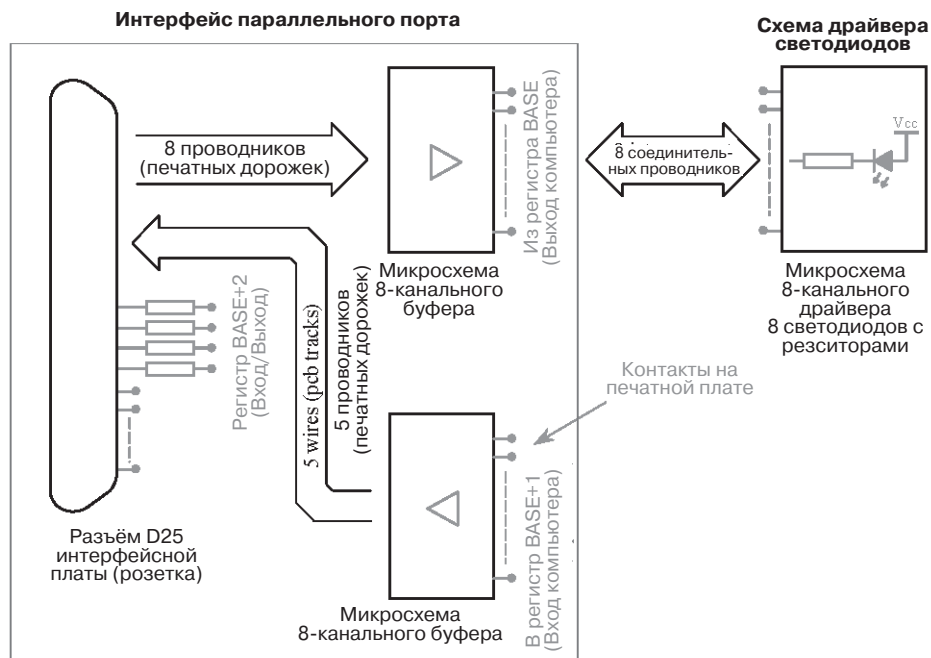 Интерфейс параллельного порта
Схема драйвера
светодиодов
8 проводников
(печатных дорожек)
Из регистра BASE
(Выход компьютера)
8 соединитель-
ных проводников
Vcc
Микросхема
8-канального
буфера
Микросхема
8-канального
драйвера
8 светодиодов с
резситорами
Регистр BASE+2
(Вход/Выход)
5 wires (pcb tracks)
5 проводников
(печатных дорожек)
Контакты на
печатной плате
В регистр BASE+1
(Вход компьютера)
Разъём D25
интерфейсной
платы (розетка)
Микросхема
8-канального буфера